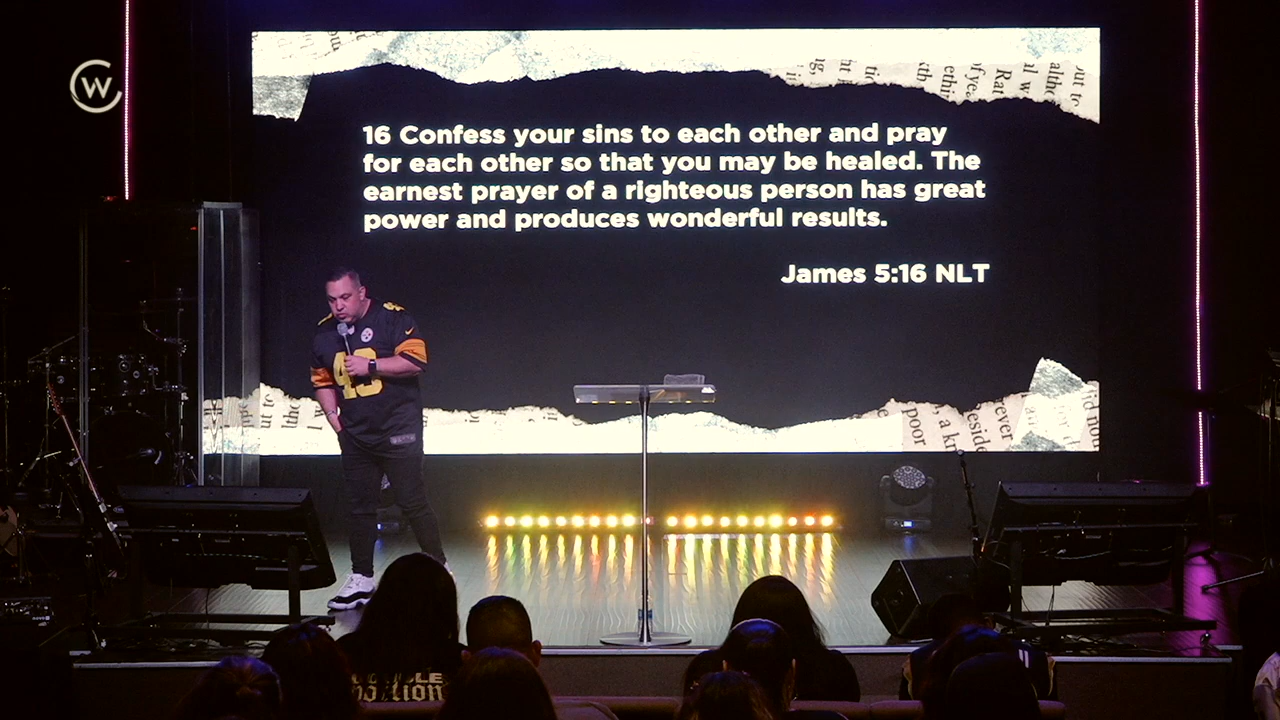 W
16 Confess your sins to each other and pray
for each other so that you may be healed. The
earnest prayer of a righteous person has great
power and produces wonderful results.
James 5:16 NLT
43